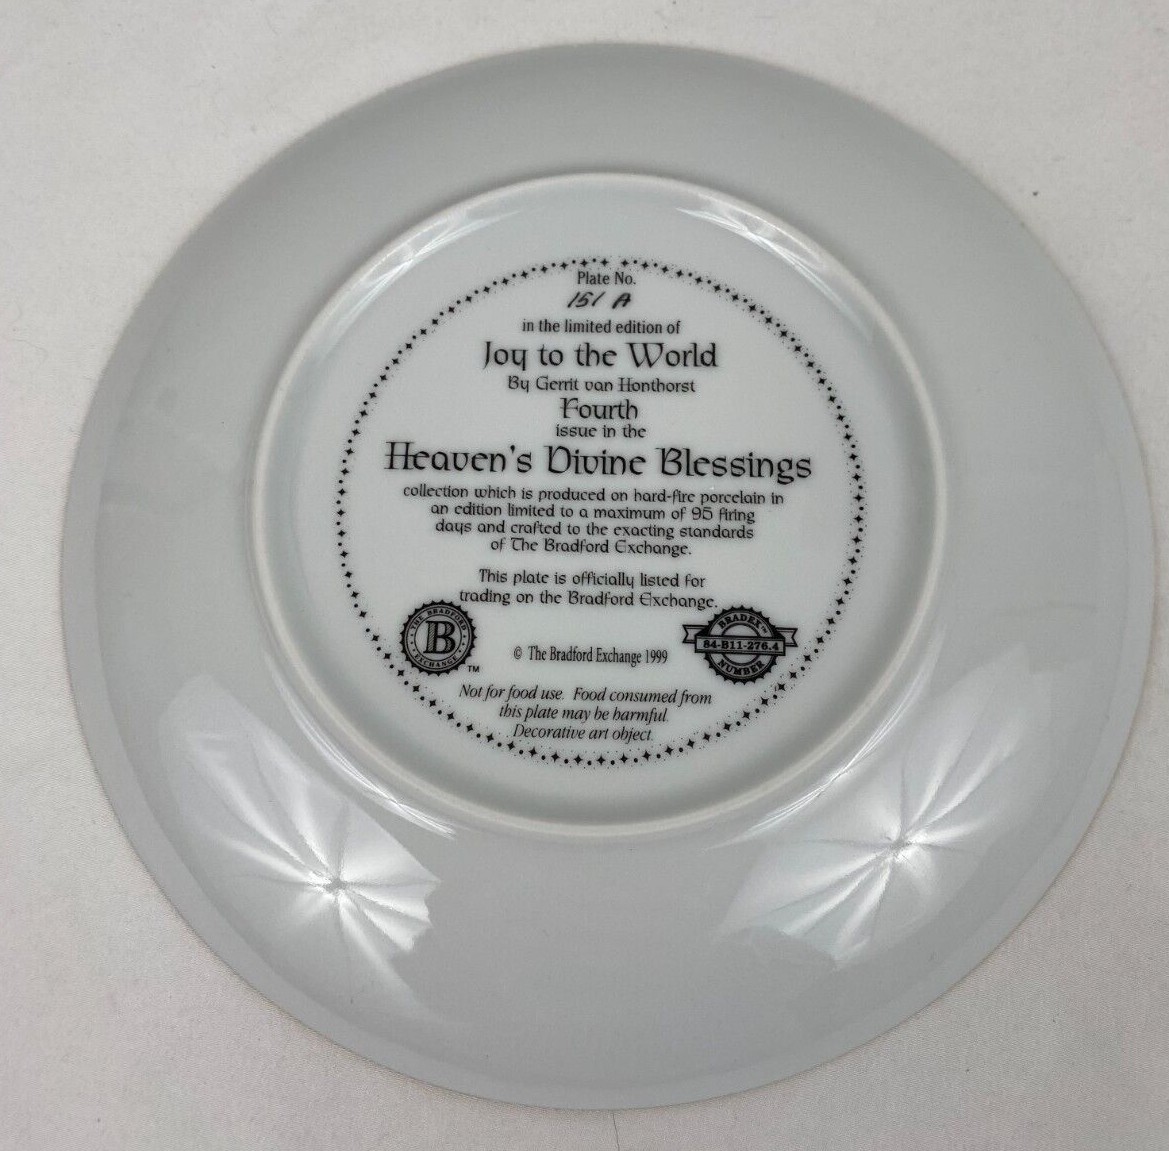 Plate No.
151 A
in the limited edition of
Joy to the World
By Gerrit van Honthorst
Fourth
issue in the
Heaven's Divine Blessings
collection which is produced on hard-fire porcelain in
an edition limited to a maximum of 95 firing
days and crafted to the exacting standards
of The Bradford Exchange.
This plate is officially listed for
trading on the Bradford Exchange.
THE BRADFORD
B
EXCHANGE
TM
© The Bradford Exchange 1999
BRADEX™
84-B11-276.4
NUMBER
Not for food use. Food consumed from
this plate may be harmful.
Decorative art object.